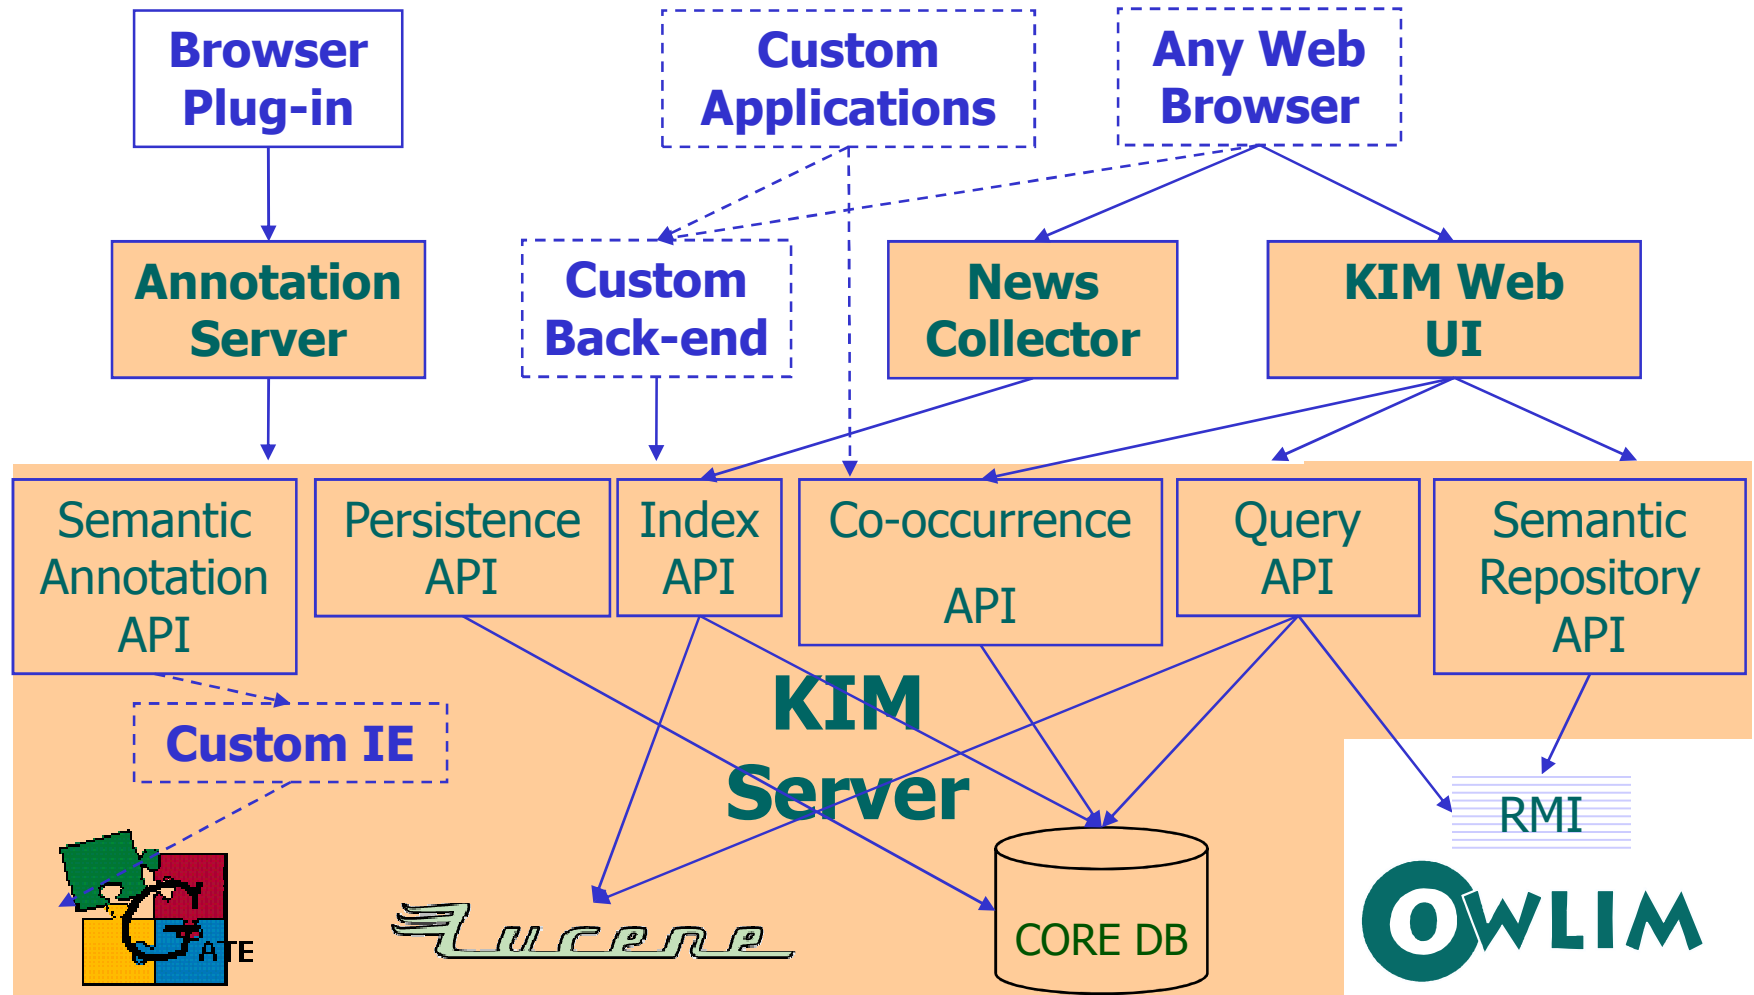 Browser
Plug-in
Custom
Applications
Any Web
Browser
Annotation
Server
Custom
Back-end
News
Collector
KIM Web
UI
Semantic
Annotation
API
Persistence
API
Index
API
Co-occurrence
API
Query
API
Semantic
Repository
API
KIM
Server
Custom IE
RMI
GATE
Lucene
CORE DB
OWLIM